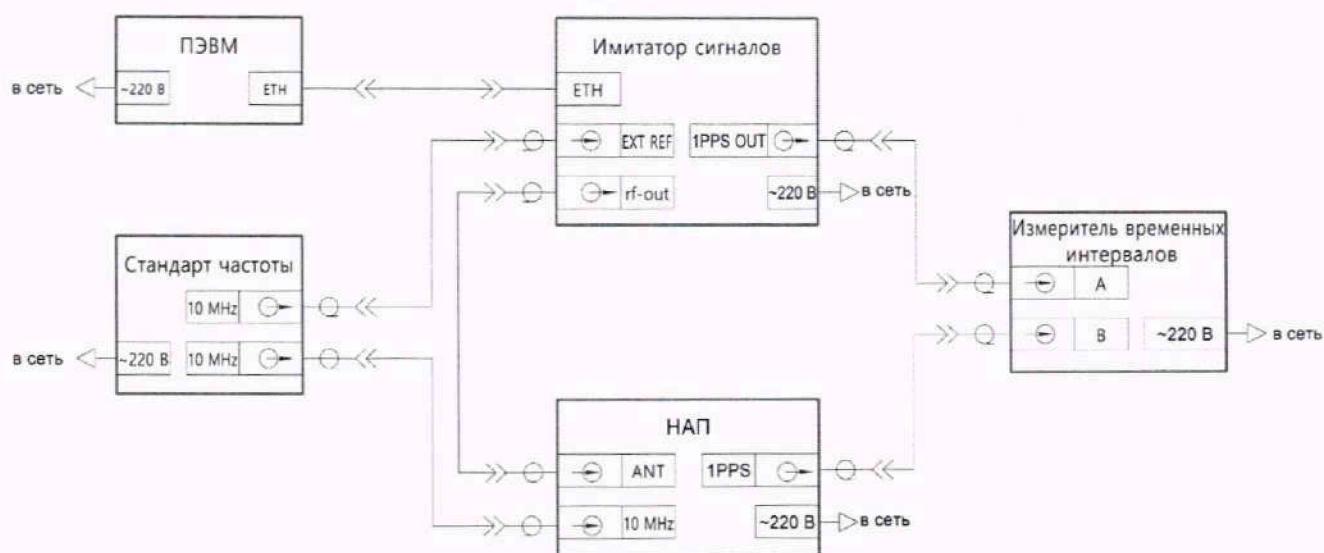 ПЭВМ
в сеть
~220 В
ETH
Имитатор сигналов
ETH
EXT REF
1PPS OUT
rf-out
~220 В
в сеть
Стандарт частоты
10 MHz
в сеть
~220 В
10 MHz
Измеритель временных
интервалов
A
B
~220 В
в сеть
НАП
ANT
1PPS
10 MHz
~220 В
в сеть